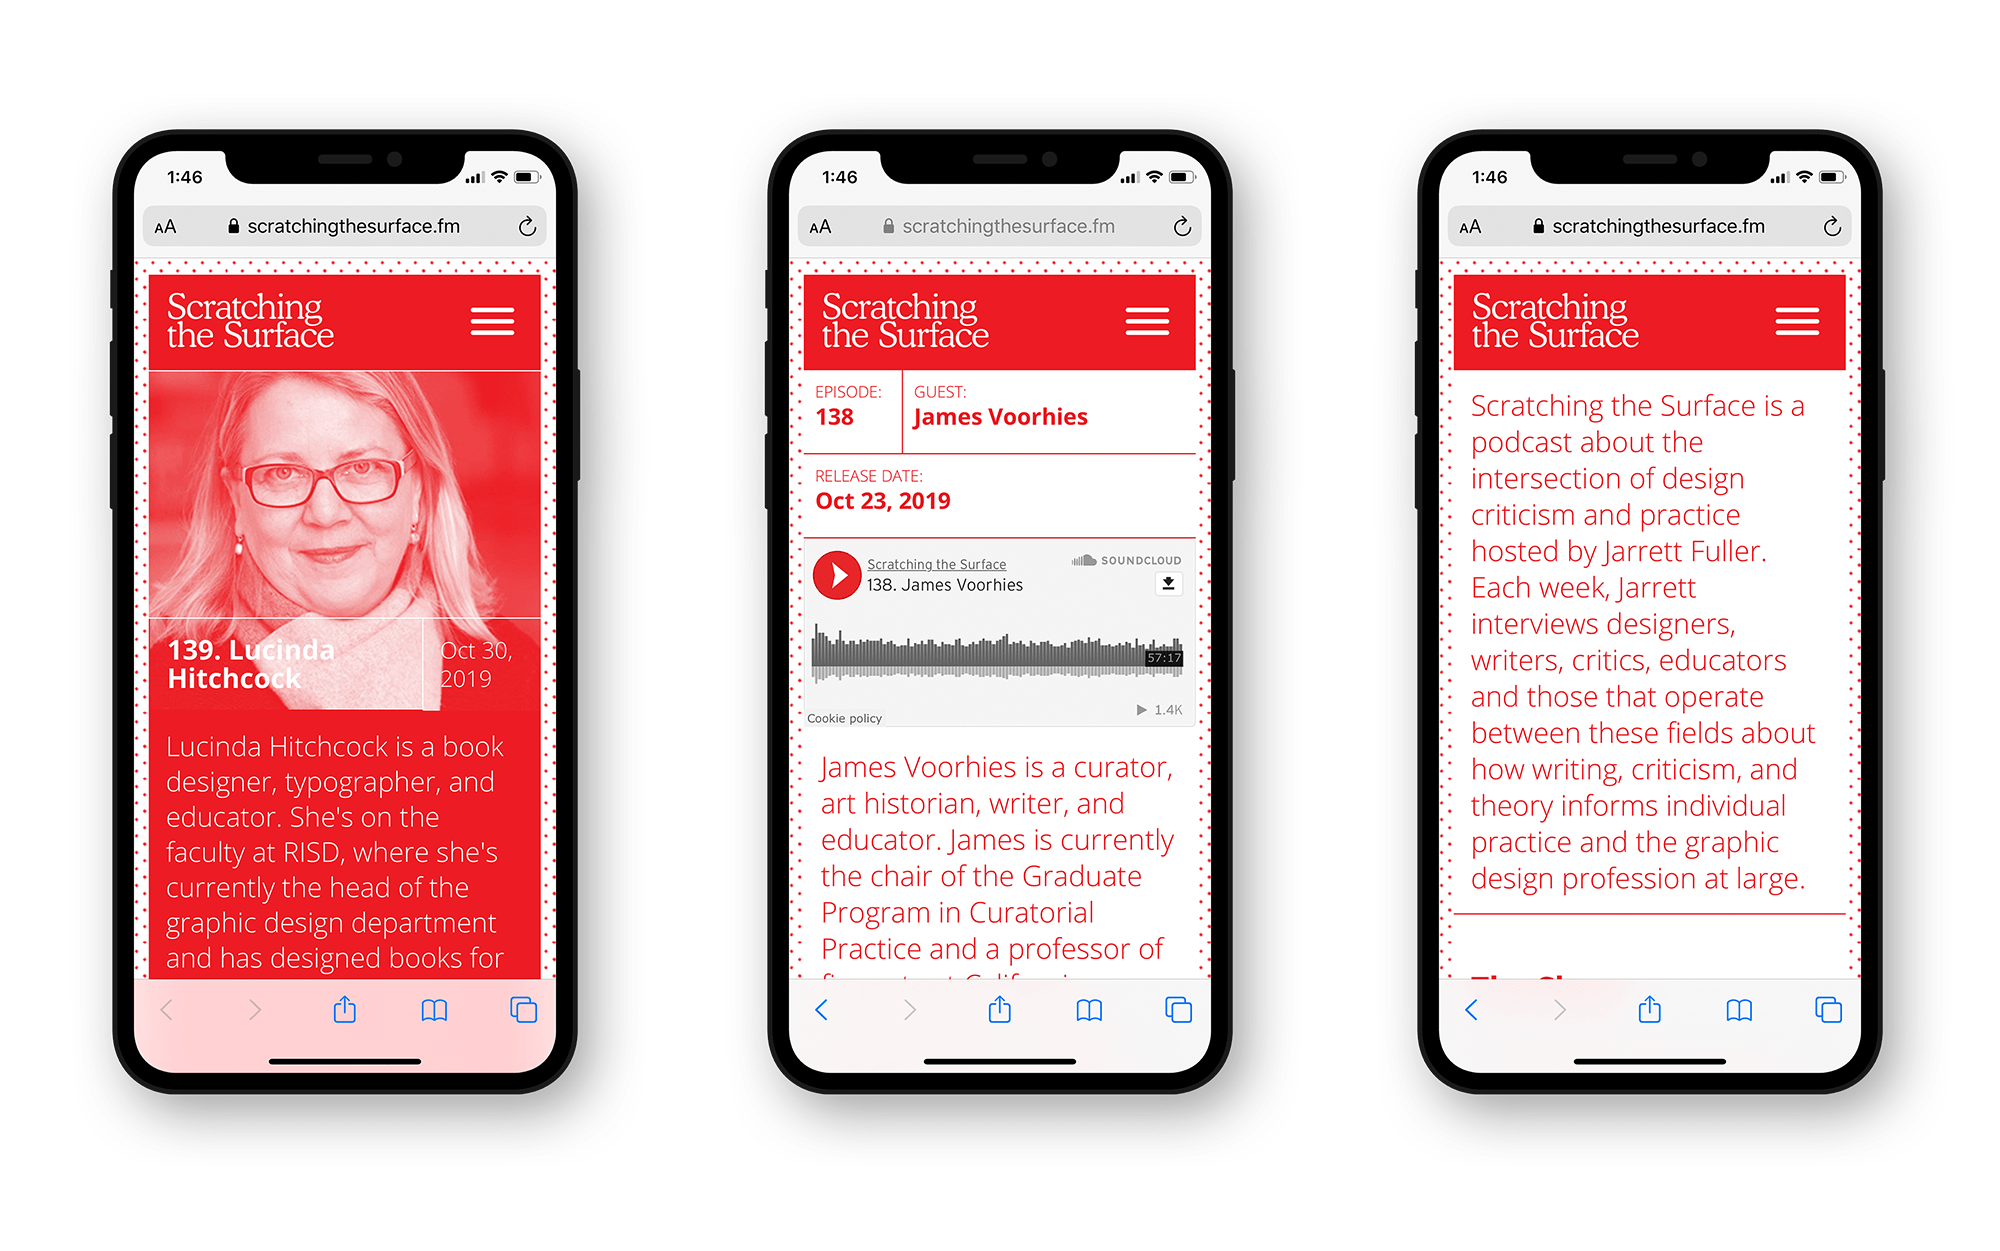 1:46
AA scratchingthesurface.fm
Scratching
the Surface
139. Lucinda
Hitchcock
Oct 30,
2019
Lucinda Hitchcock is a book
designer, typographer, and
educator. She's on the
faculty at RISD, where she's
currently the head of the
graphic design department
and has designed books for
1:46
AA scratchingthesurface.fm
Scratching
the Surface
EPISODE:
138
GUEST:
James Voorhies
RELEASE DATE:
Oct 23, 2019
Scratching the Surface
138. James Voorhies
SOUNDCLOUD
57:17
1.4K
Cookie policy
James Voorhies is a curator,
art historian, writer, and
educator. James is currently
the chair of the Graduate
Program in Curatorial
Practice and a professor of
1:46
AA scratchingthesurface.fm
Scratching
the Surface
Scratching the Surface is a
podcast about the
intersection of design
criticism and practice
hosted by Jarrett Fuller.
Each week, Jarrett
interviews designers,
writers, critics, educators
and those that operate
between these fields about
how writing, criticism, and
theory informs individual
practice and the graphic
design profession at large.